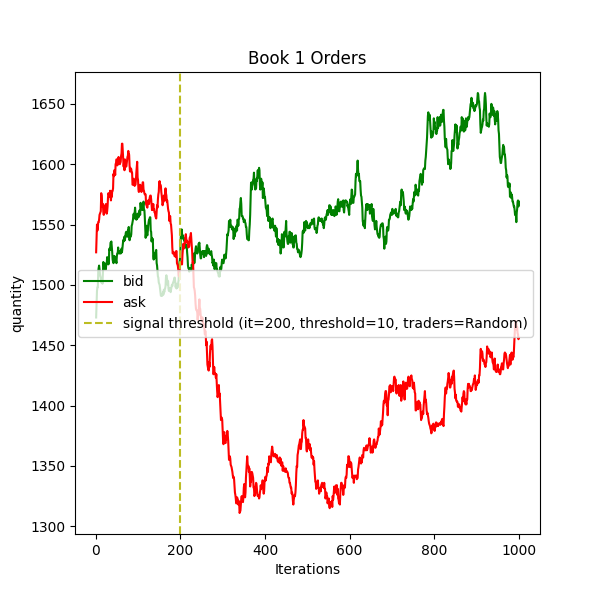 Book 1 Orders
quantity
1650
1600
1550
1500
1450
1400
1350
1300
bid
ask
signal threshold (it=200, threshold=10, traders=Random)
0 200 400 600 800 1000
Iterations